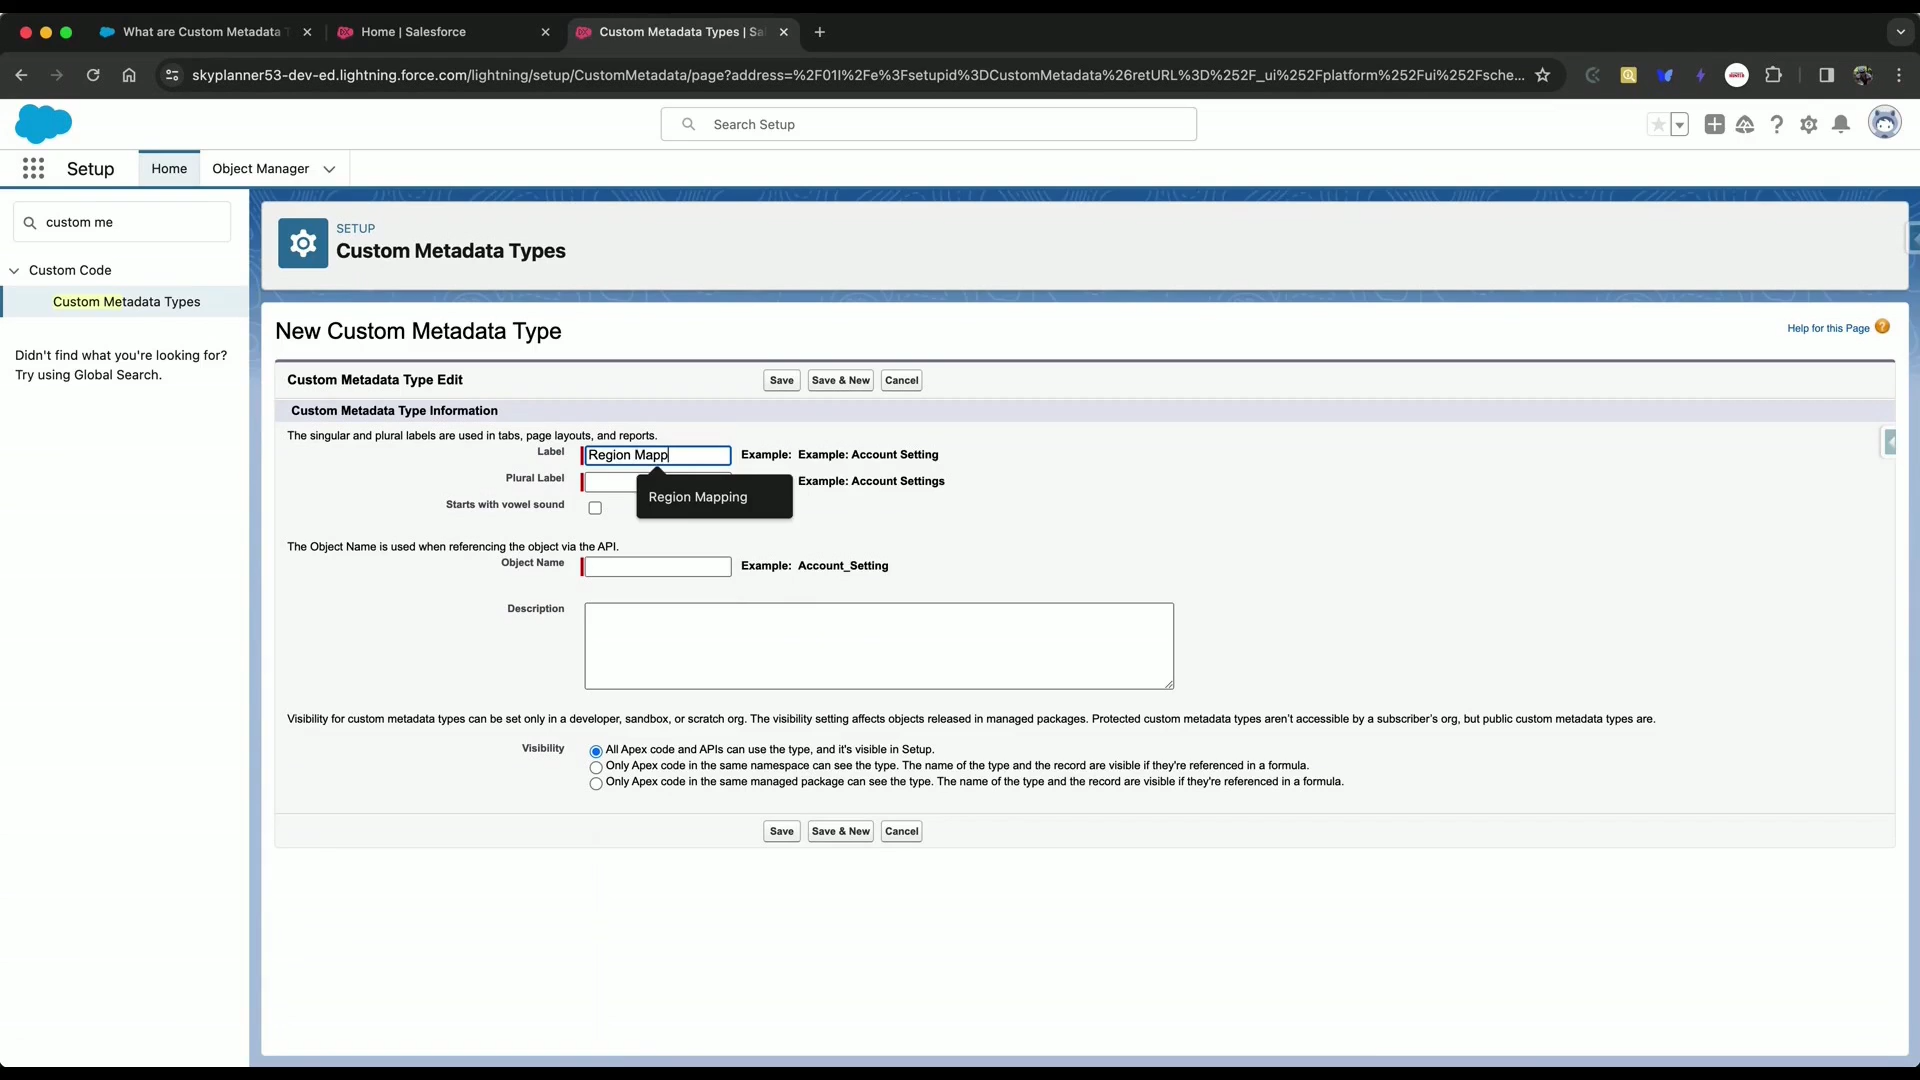 What are Custom Metadata T
Home | Salesforce
Custom Metadata Types | Sa
skyplanner53-dev-ed.lightning.force.com/lightning/setup/CustomMetadata/page?address=%2F01I%2Fe%3Fsetupid%3DCustomMetadata%26retURL%3D%252F_ui%252Fplatform%252Fui%252Fsche...
Search Setup
Setup
Home
Object Manager
custom me
Custom Code
Custom Metadata Types
Didn't find what you're looking for?
Try using Global Search.
SETUP
Custom Metadata Types
New Custom Metadata Type
Help for this Page
Custom Metadata Type Edit
Save
Save & New
Cancel
Custom Metadata Type Information
The singular and plural labels are used in tabs, page layouts, and reports.
Label
Region Mapp
Example: Example: Account Setting
Plural Label
Region Mapping
Example: Account Settings
Starts with vowel sound
The Object Name is used when referencing the object via the API.
Object Name
Example: Account_Setting
Description
Visibility for custom metadata types can be set only in a developer, sandbox, or scratch org. The visibility setting affects objects released in managed packages. Protected custom metadata types aren't accessible by a subscriber's org, but public custom metadata types are.
Visibility
All Apex code and APIs can use the type, and it's visible in Setup.
Only Apex code in the same namespace can see the type. The name of the type and the record are visible if they're referenced in a formula.
Only Apex code in the same managed package can see the type. The name of the type and the record are visible if they're referenced in a formula.
Save
Save & New
Cancel